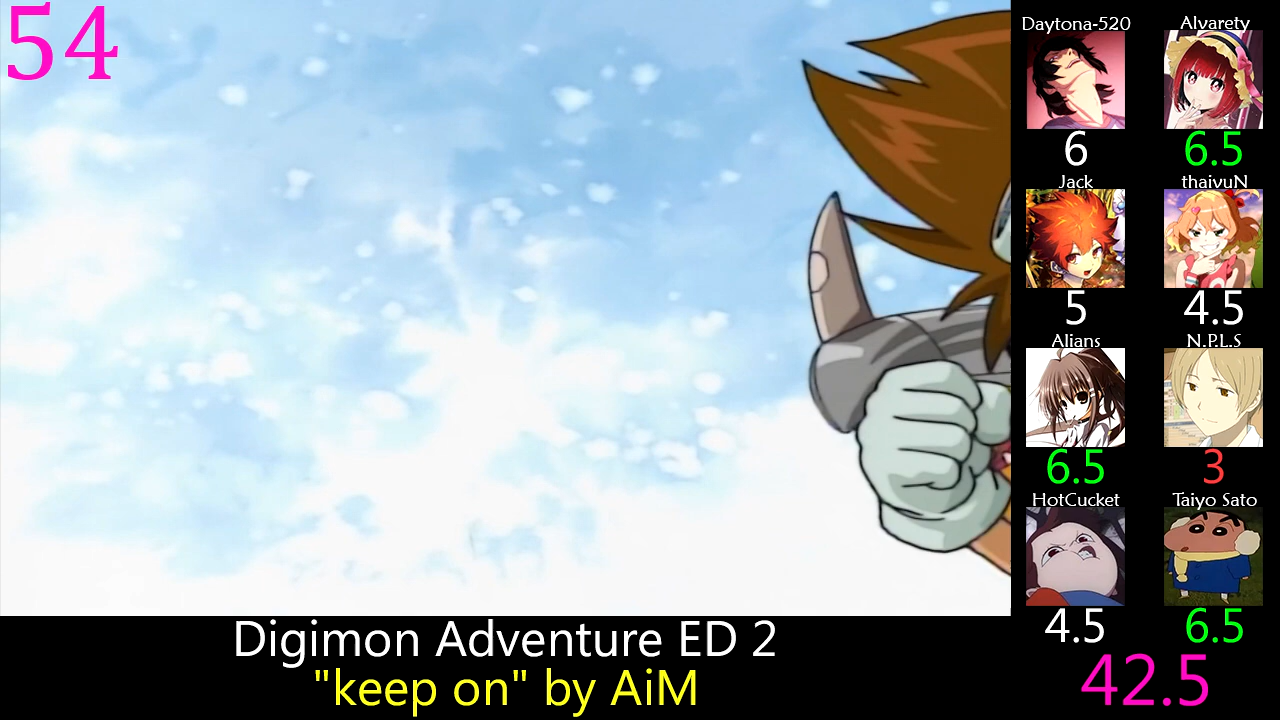 54
Daytona-520
Alvarety
6
6.5
Jack
thaivuN
5
4.5
Alians
N.P.L.S
6.5
3
HotCucket
Taiyo Sato
4.5
6.5
Digimon Adventure ED 2
"keep on" by AiM
42.5